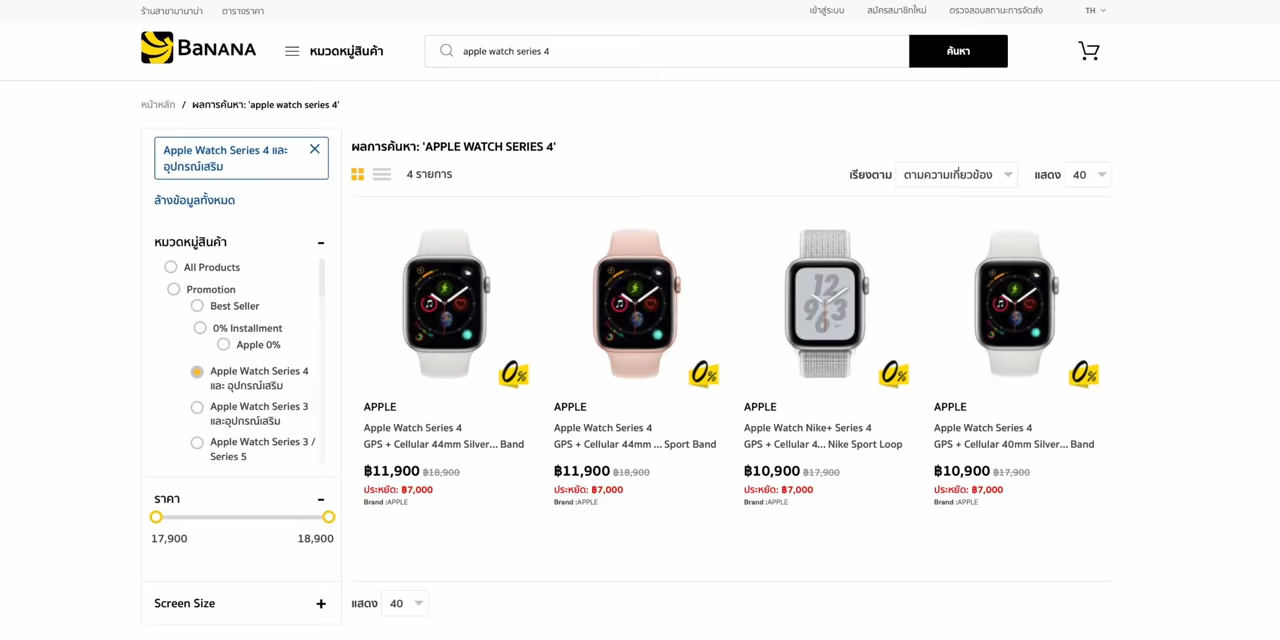 ร้านสาขาบานาน่า ตารางราคา เข้าสู่ระบบ สมัครสมาชิกใหม่ ตรวจสอบสถานะการจัดส่ง TH
BaNANA หมวดหมู่สินค้า apple watch series 4 ค้นหา
หน้าหลัก / ผลการค้นหา: 'apple watch series 4'
Apple Watch Series 4 และ
อุปกรณ์เสริม
ล้างข้อมูลทั้งหมด
หมวดหมู่สินค้า -
All Products
Promotion
Best Seller
0% Installment
Apple 0%
Apple Watch Series 4
และ อุปกรณ์เสริม
Apple Watch Series 3
และอุปกรณ์เสริม
Apple Watch Series 3 /
Series 5
ราคา -
17,900 18,900
Screen Size +
ผลการค้นหา: 'APPLE WATCH SERIES 4'
4 รายการ เรียงตาม ตามความเกี่ยวข้อง แสดง 40
0% 0% 0% 0%
APPLE APPLE APPLE APPLE
Apple Watch Series 4 Apple Watch Series 4 Apple Watch Nike+ Series 4 Apple Watch Series 4
GPS + Cellular 44mm Silver... Band GPS + Cellular 44mm ... Sport Band GPS + Cellular 4... Nike Sport Loop GPS + Cellular 40mm Silver... Band
฿11,900 ฿18,900 ฿11,900 ฿18,900 ฿10,900 ฿17,900 ฿10,900 ฿17,900
ประหยัด: ฿7,000 ประหยัด: ฿7,000 ประหยัด: ฿7,000 ประหยัด: ฿7,000
Brand :APPLE Brand :APPLE Brand :APPLE Brand :APPLE
แสดง 40